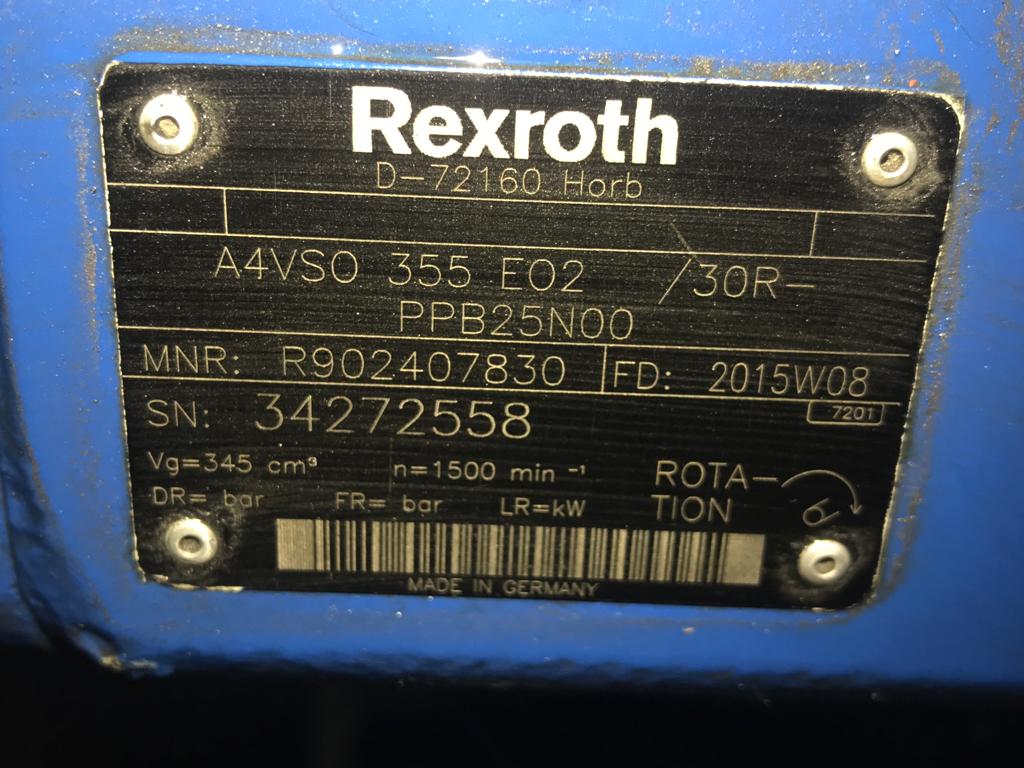 Rexroth
D-72160 Horb
A4VSO 355 EO2 /30R-
PPB25N00
MNR: R902407830 FD: 2015W08
SN: 34272558 7201
Vg=345 cm³ n=1500 min ⁻¹ ROTA-
DR= bar FR= bar LR=kW TION
MADE IN GERMANY